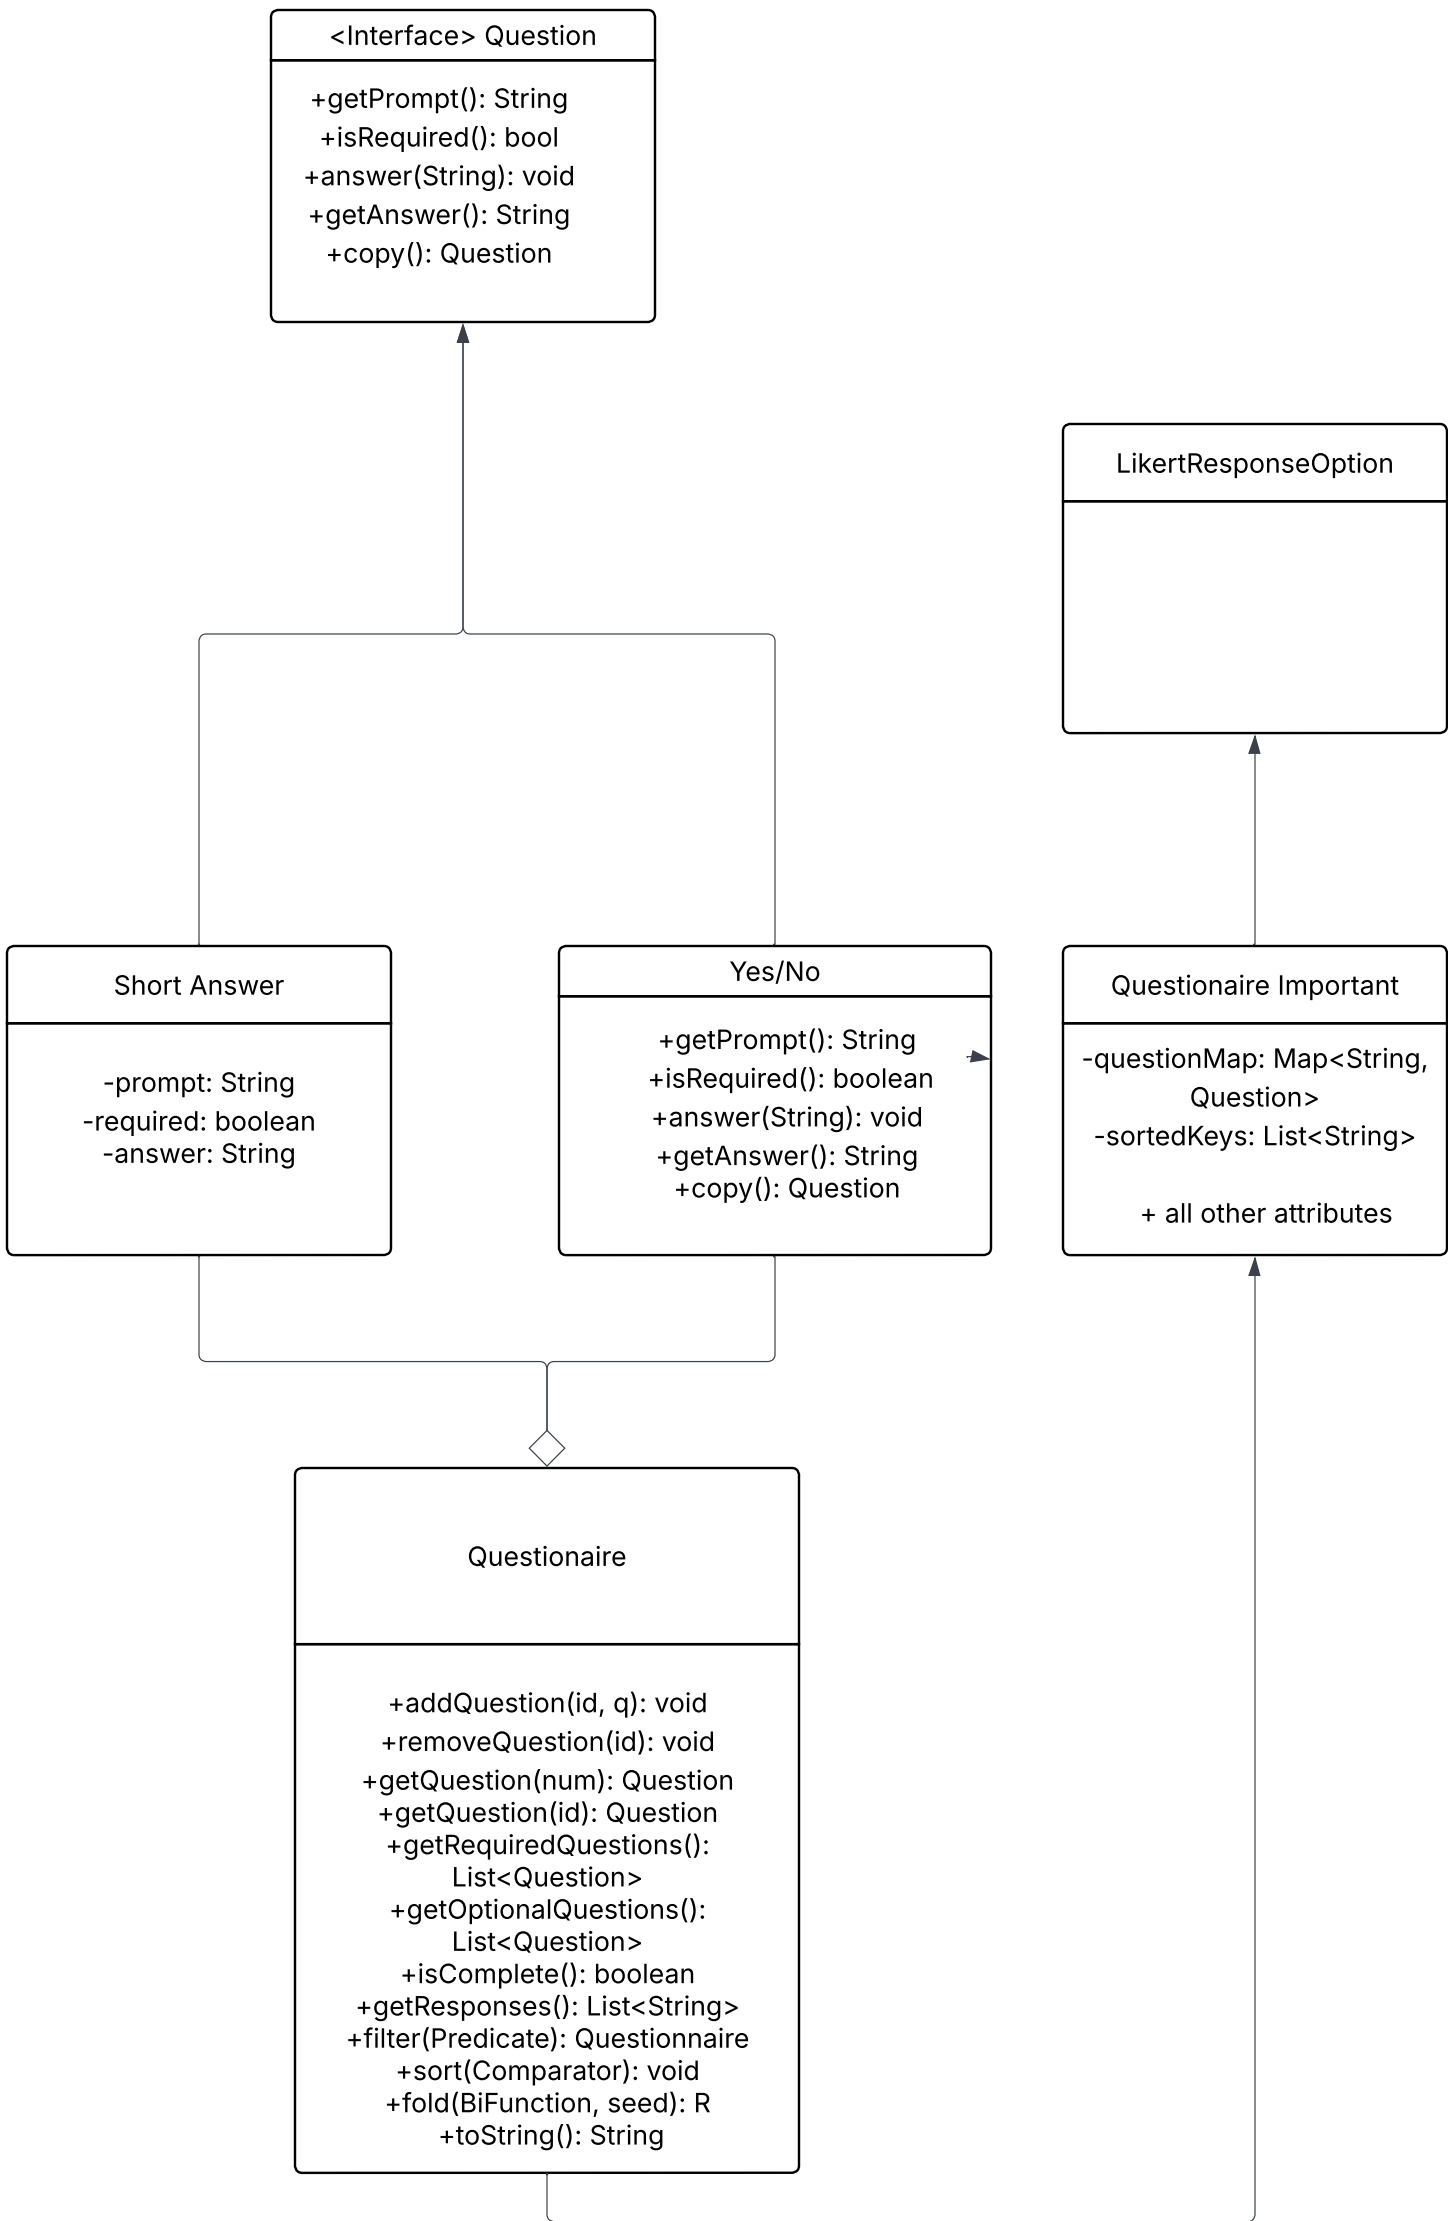 <Interface> Question
+getPrompt(): String
+isRequired(): bool
+answer(String): void
+getAnswer(): String
+copy(): Question
LikertResponseOption
Short Answer
-prompt: String
-required: boolean
-answer: String
Yes/No
+getPrompt(): String
+isRequired(): boolean
+answer(String): void
+getAnswer(): String
+copy(): Question
Questionaire Important
-questionMap: Map<String,
Question>
-sortedKeys: List<String>
+ all other attributes
Questionaire
+addQuestion(id, q): void
+removeQuestion(id): void
+getQuestion(num): Question
+getQuestion(id): Question
+getRequiredQuestions():
List<Question>
+getOptionalQuestions():
List<Question>
+isComplete(): boolean
+getResponses(): List<String>
+filter(Predicate): Questionnaire
+sort(Comparator): void
+fold(BiFunction, seed): R
+toString(): String